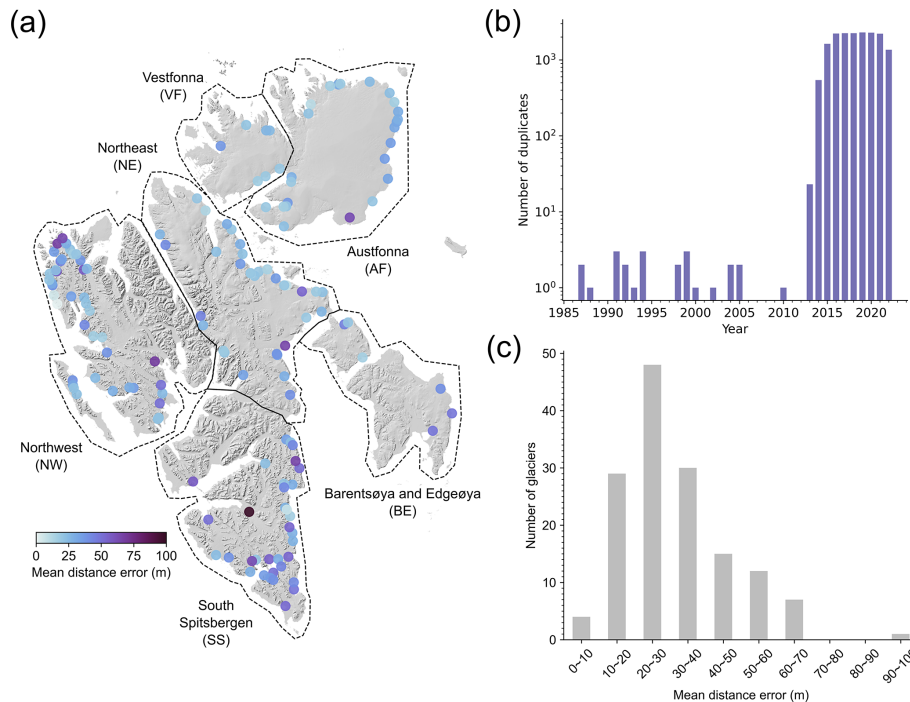 (a)
Vestfonna
(VF)
Northeast
(NE)
Austfonna
(AF)
Northwest
(NW)
Barentsøya and Edgeøya
(BE)
South
Spitsbergen
(SS)
0 25 50 75 100
Mean distance error (m)
(b)
Number of duplicates
10³
10²
10¹
10⁰
1985 1990 1995 2000 2005 2010 2015 2020
Year
(c)
Number of glaciers
50
40
30
20
10
0
0~10 10~20 20~30 30~40 40~50 50~60 60~70 70~80 80~90 90~10
Mean distance error (m)